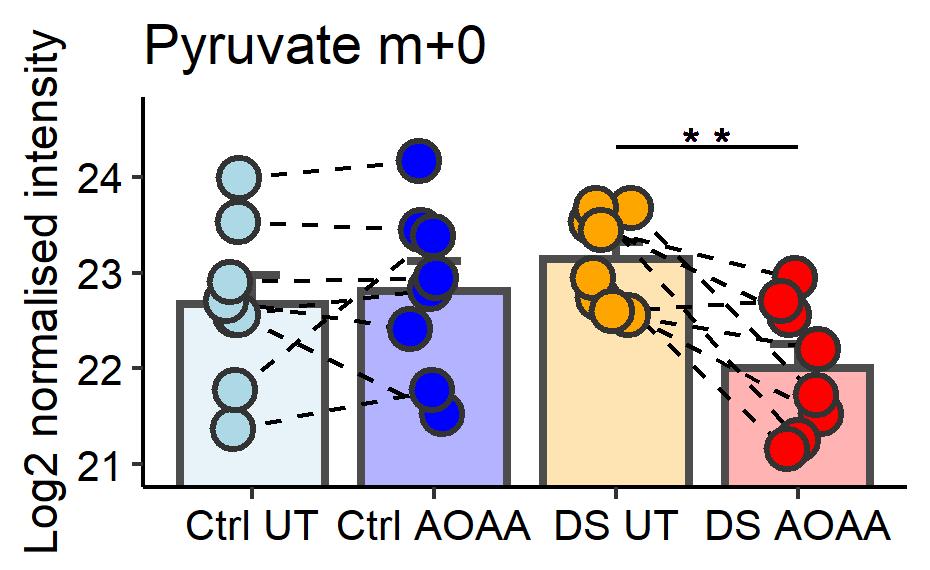 Pyruvate m+0
Log2 normalised intensity
24
23
22
21
**
Ctrl UT
Ctrl AOAA
DS UT
DS AOAA